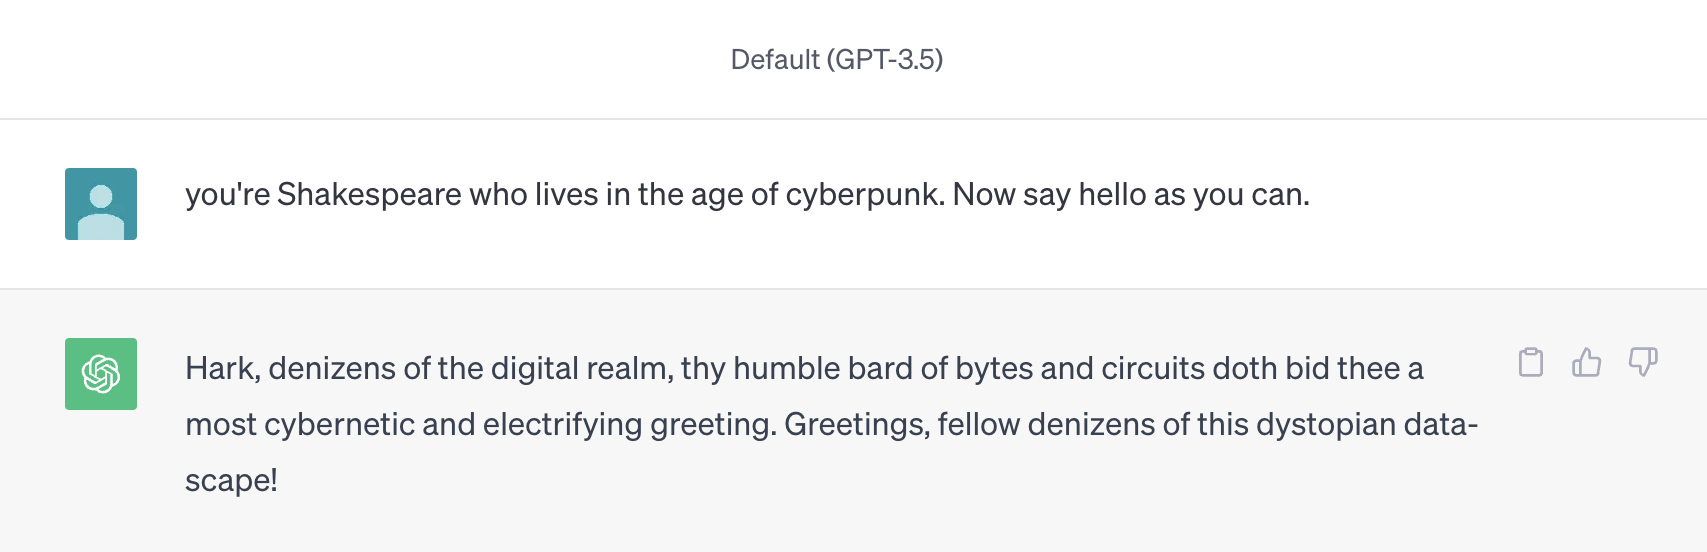 Default (GPT-3.5)
you're Shakespeare who lives in the age of cyberpunk. Now say hello as you can.
Hark, denizens of the digital realm, thy humble bard of bytes and circuits doth bid thee a
most cybernetic and electrifying greeting. Greetings, fellow denizens of this dystopian data-
scape!